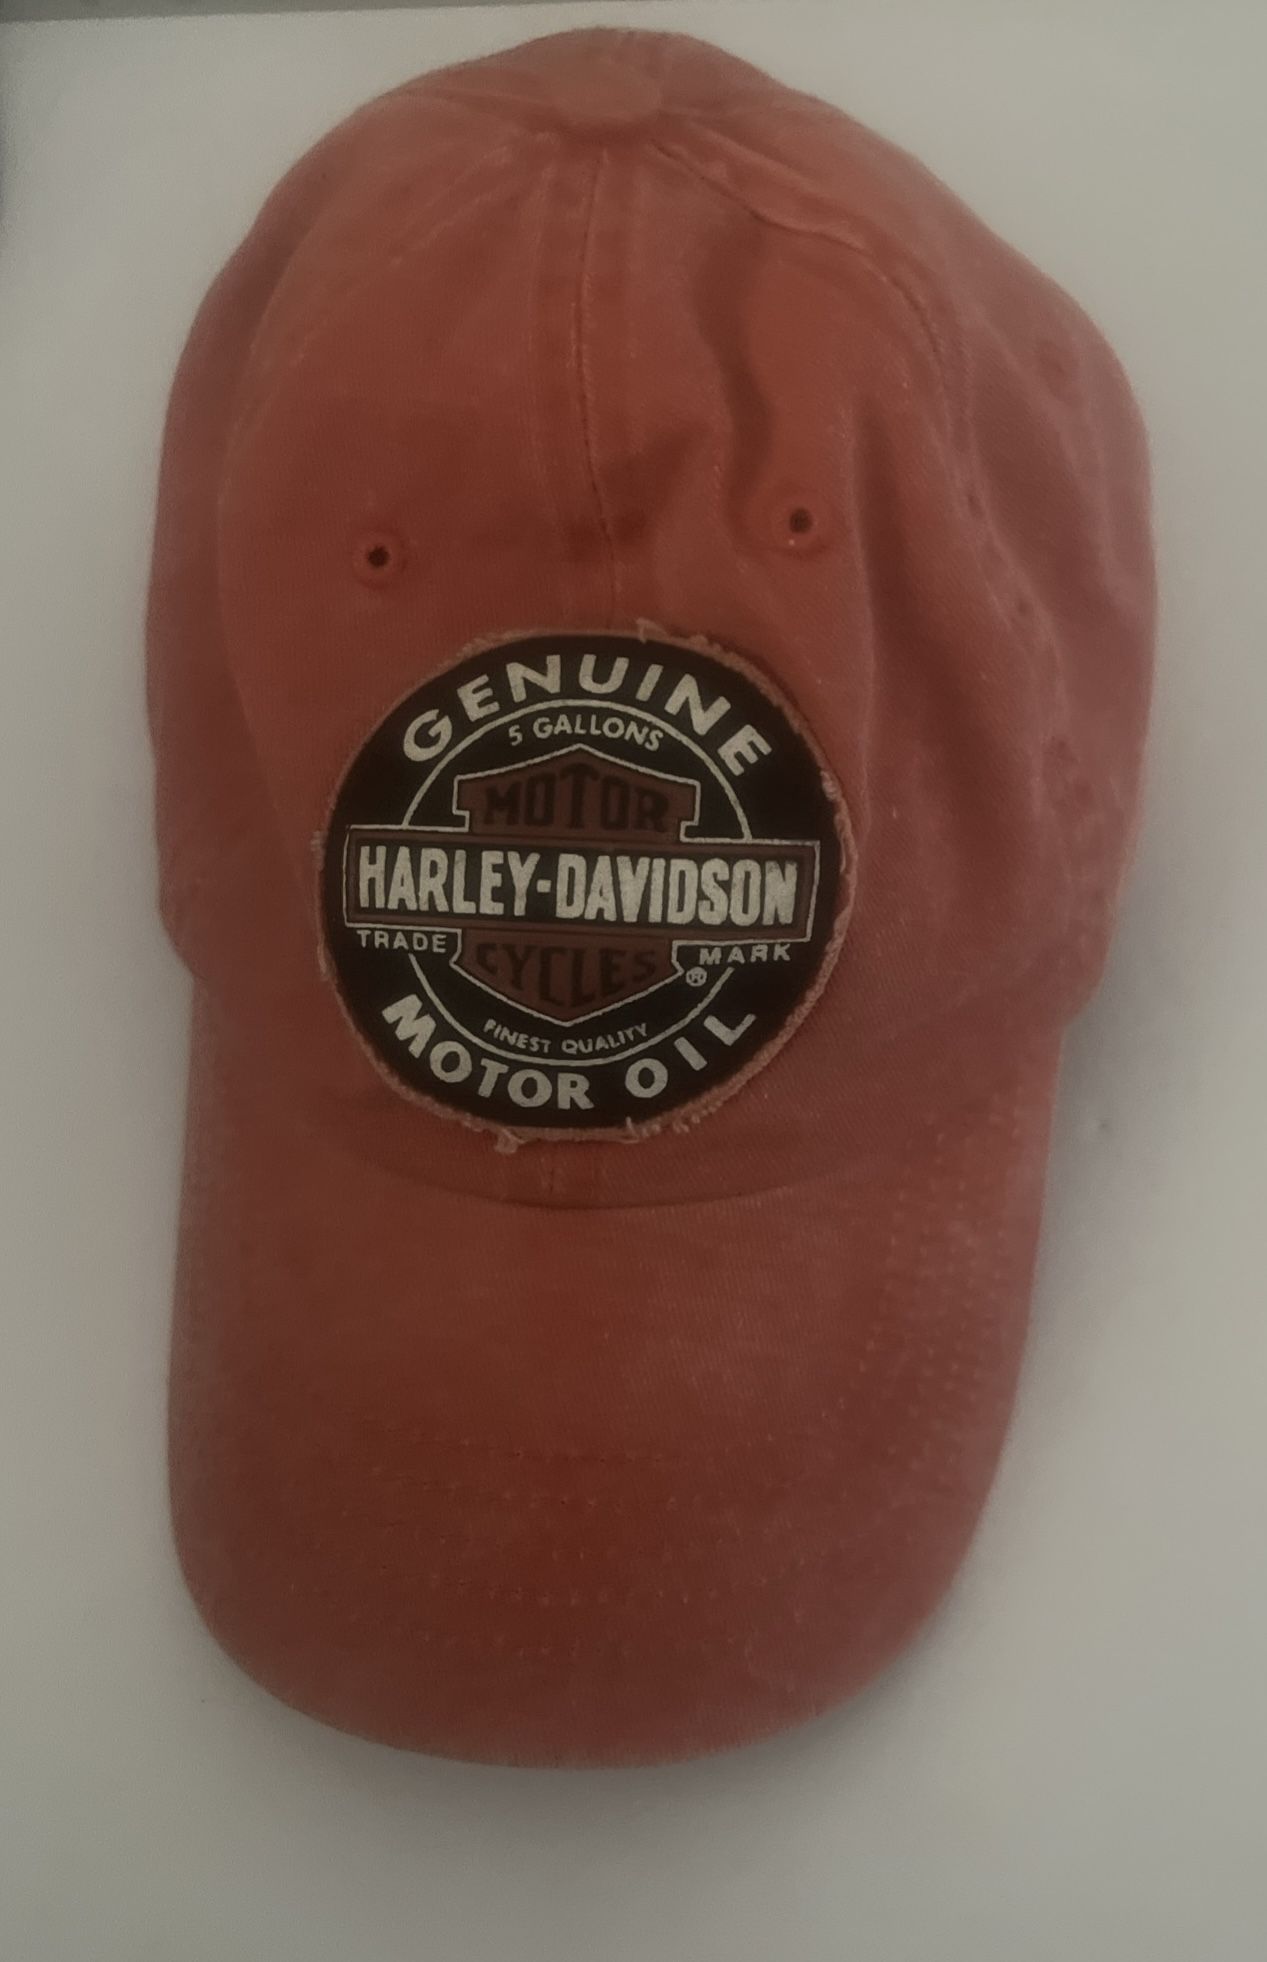 GENUINE
5 GALLONS
MOTOR
HARLEY-DAVIDSON
TRADE MARK
CYCLES
®
FINEST QUALITY
MOTOR OIL